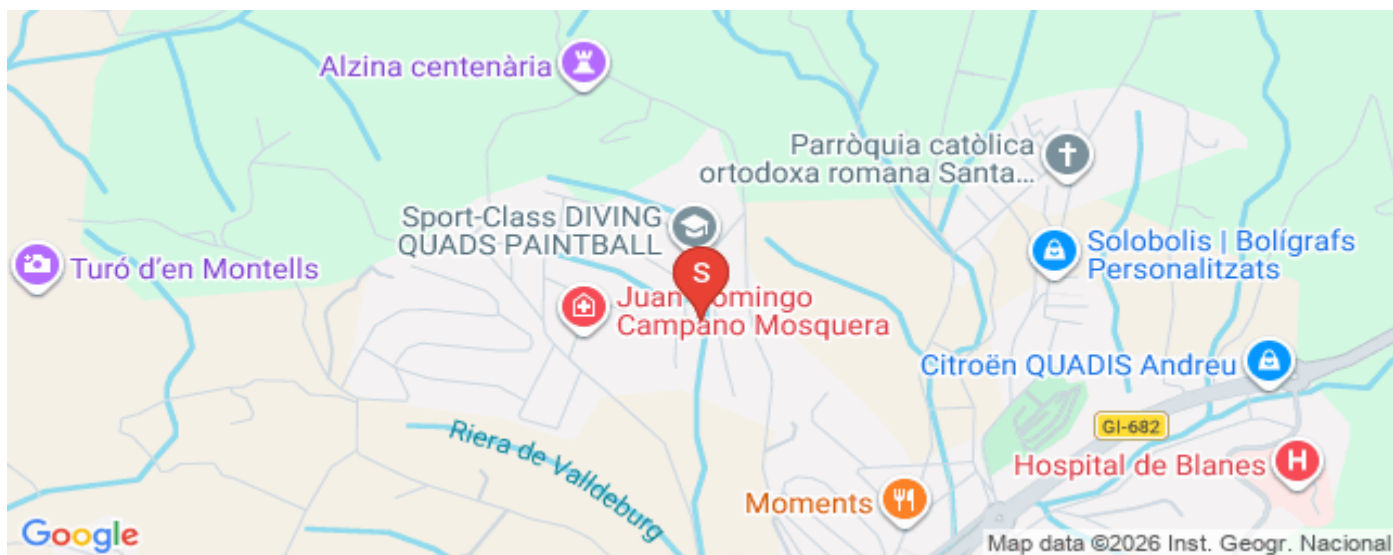 Alzina centenària
Parròquia catòlica
ortodoxa romana Santa...
Sport-Class DIVING
QUADS PAINTBALL
Solobolis | Bolígrafs
Personalitzats
Turó d'en Montells
S
Juan Domingo
Campano Mosquera
Citroën QUADIS Andreu
GI-682
Riera de Valldeburg
Hospital de Blanes
H
Moments
Google
Map data ©2026 Inst. Geogr. Nacional